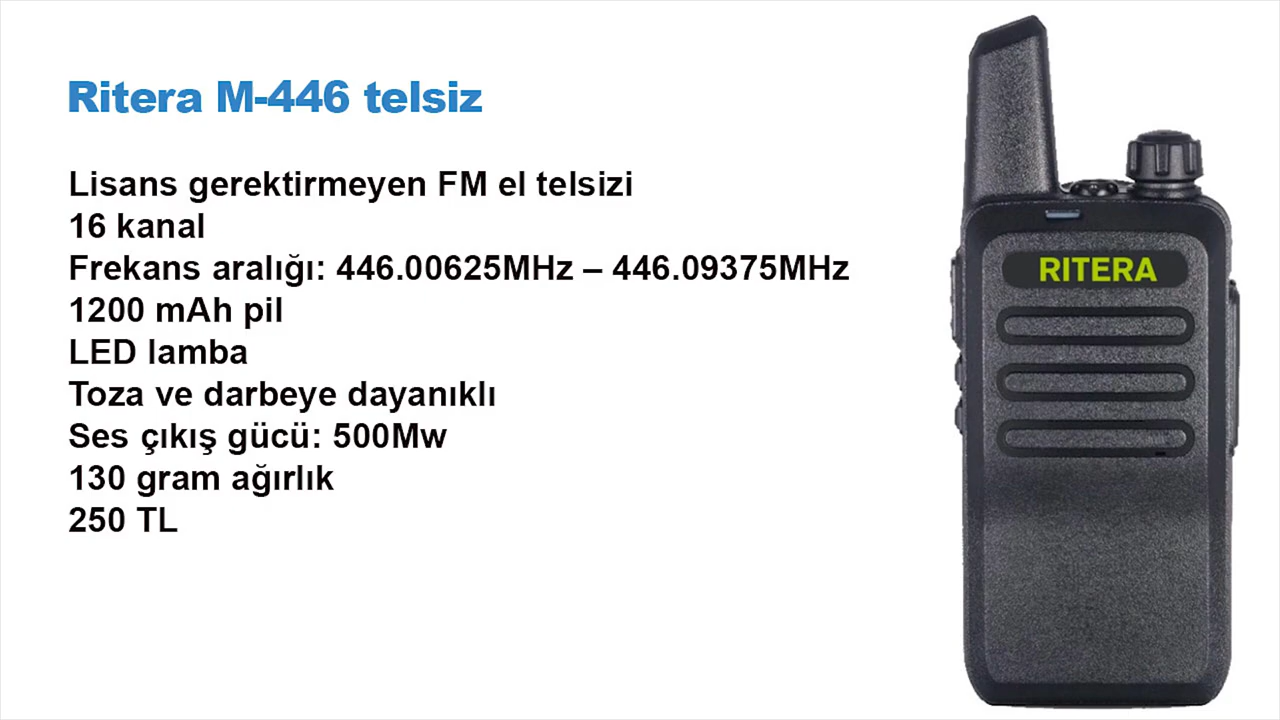 Ritera M-446 telsiz
Lisans gerektirmeyen FM el telsizi
16 kanal
Frekans aralığı: 446.00625MHz – 446.09375MHz
1200 mAh pil
LED lamba
Toza ve darbeye dayanıklı
Ses çıkış gücü: 500Mw
130 gram ağırlık
250 TL
RITERA